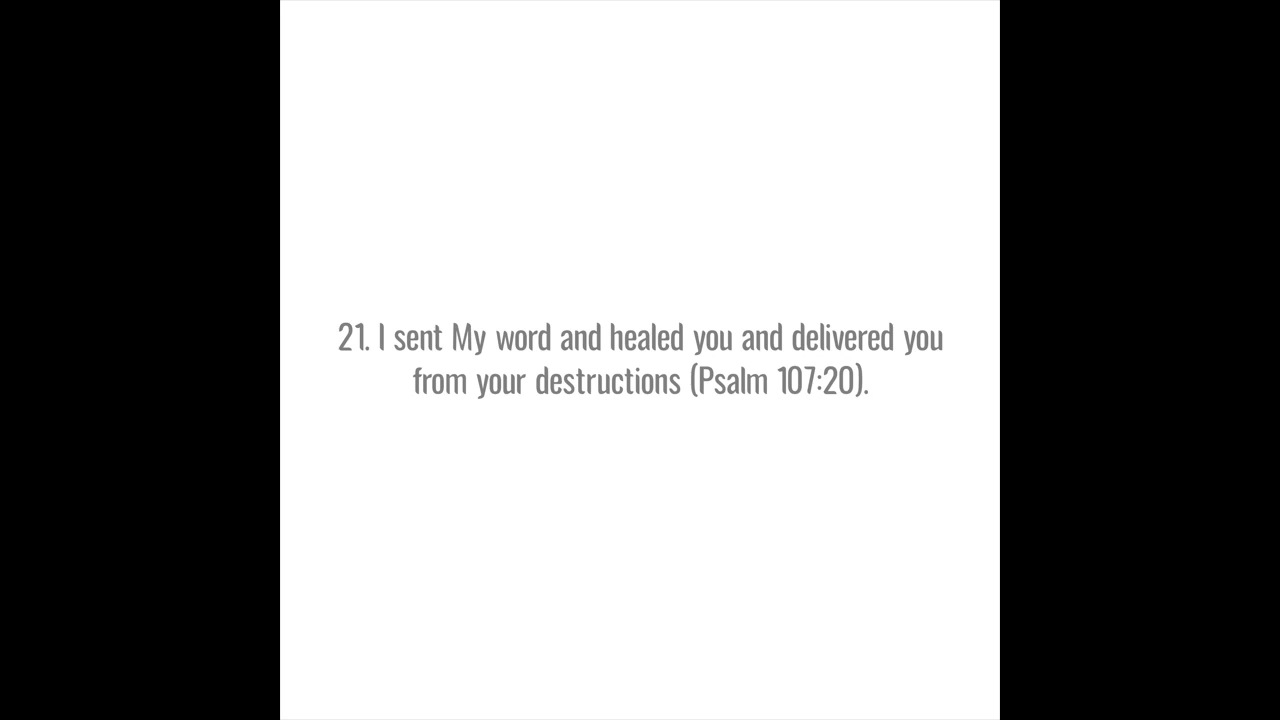 21. I sent My word and healed you and delivered you
from your destructions (Psalm 107:20).